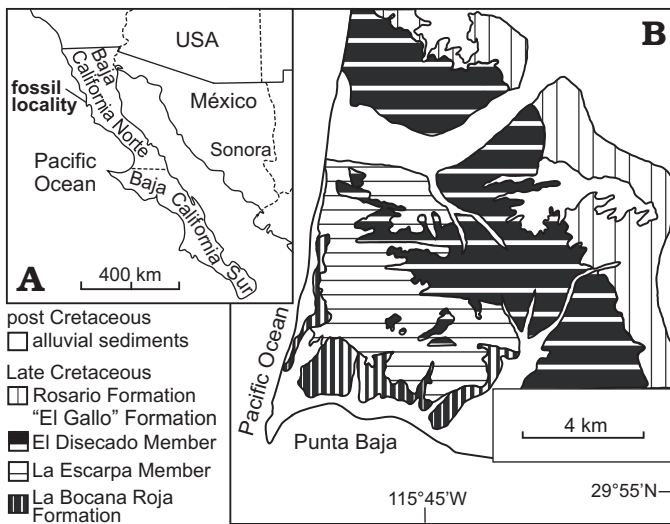 A
USA
Baja
California Norte
fossil
locality
México
Sonora
Pacific
Ocean
Baja
California Sur
400 km
B
Pacific Ocean
Punta Baja
4 km
115°45'W
29°55'N
post Cretaceous
alluvial sediments
Late Cretaceous
Rosario Formation
“El Gallo” Formation
El Disecado Member
La Escarpa Member
La Bocana Roja
Formation